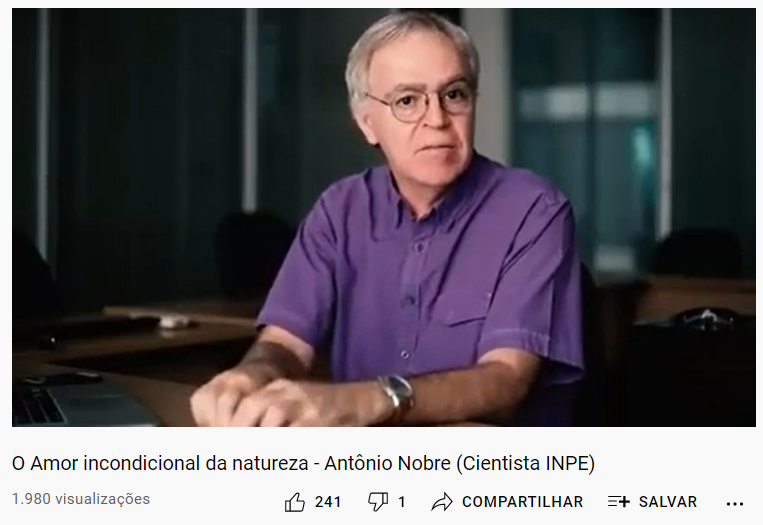 O Amor incondicional da natureza - Antônio Nobre (Cientista INPE)
1.980 visualizações 241 1 COMPARTILHAR SALVAR ...